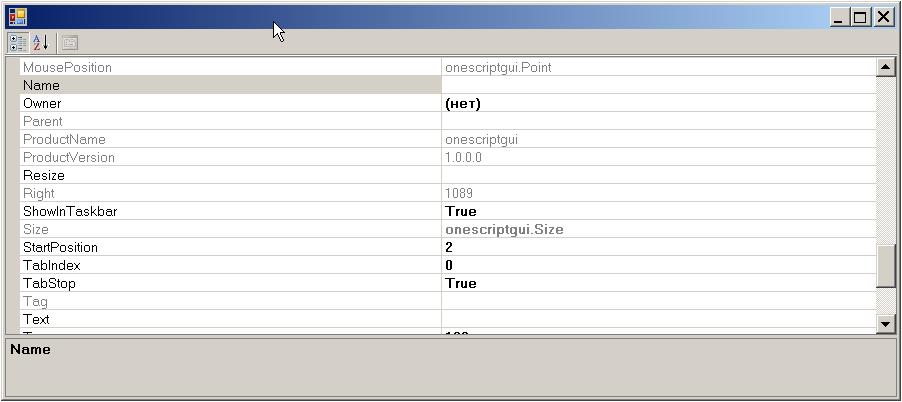 MousePosition onescriptgui.Point
Name
Owner (нет)
Parent
ProductName onescriptgui
ProductVersion 1.0.0.0
Resize
Right 1089
ShowInTaskbar True
Size onescriptgui.Size
StartPosition 2
TabIndex 0
TabStop True
Tag
Text
Name